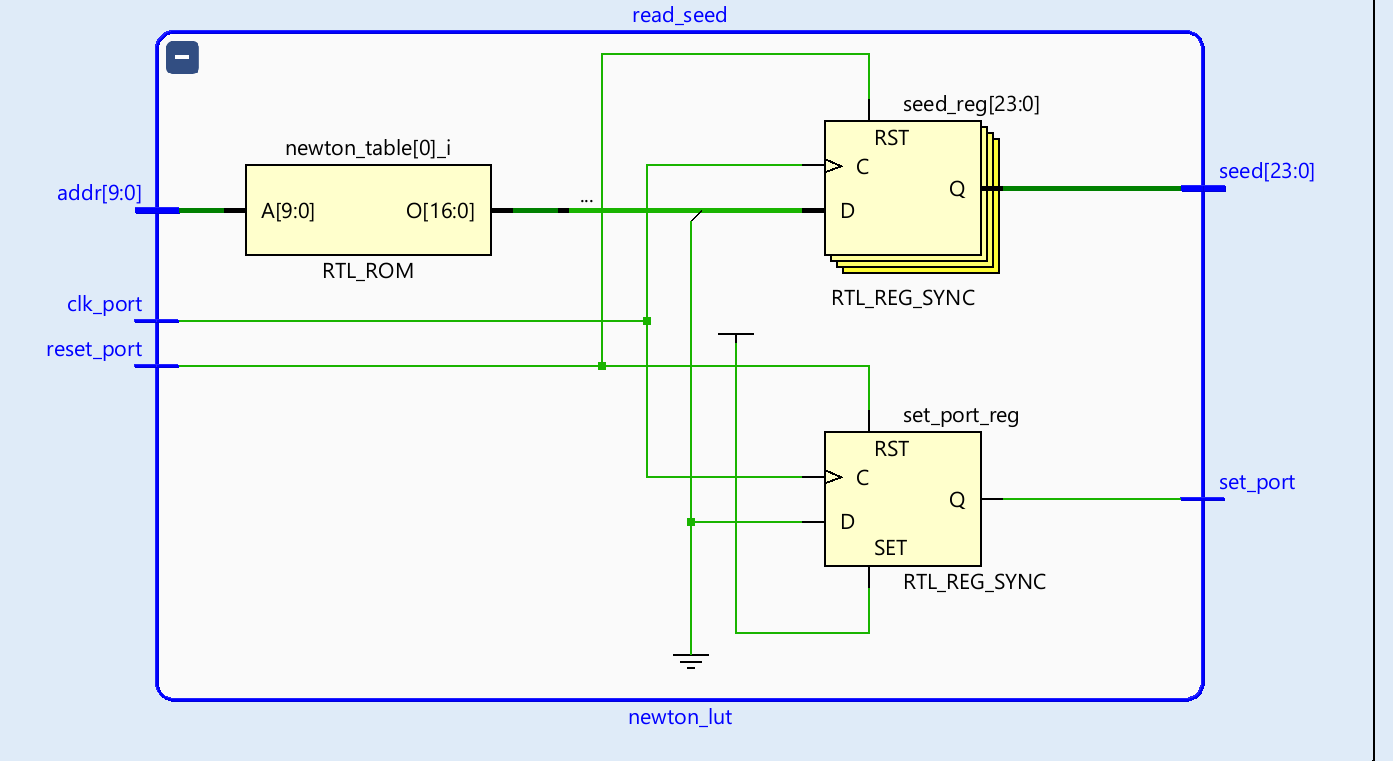 read_seed
seed_reg[23:0]
RST
newton_table[0]_i
C
seed[23:0]
addr[9:0]
Q
...
A[9:0]
O[16:0]
D
RTL_ROM
RTL_REG_SYNC
clk_port
reset_port
set_port_reg
RST
C
set_port
Q
D
SET
RTL_REG_SYNC
newton_lut